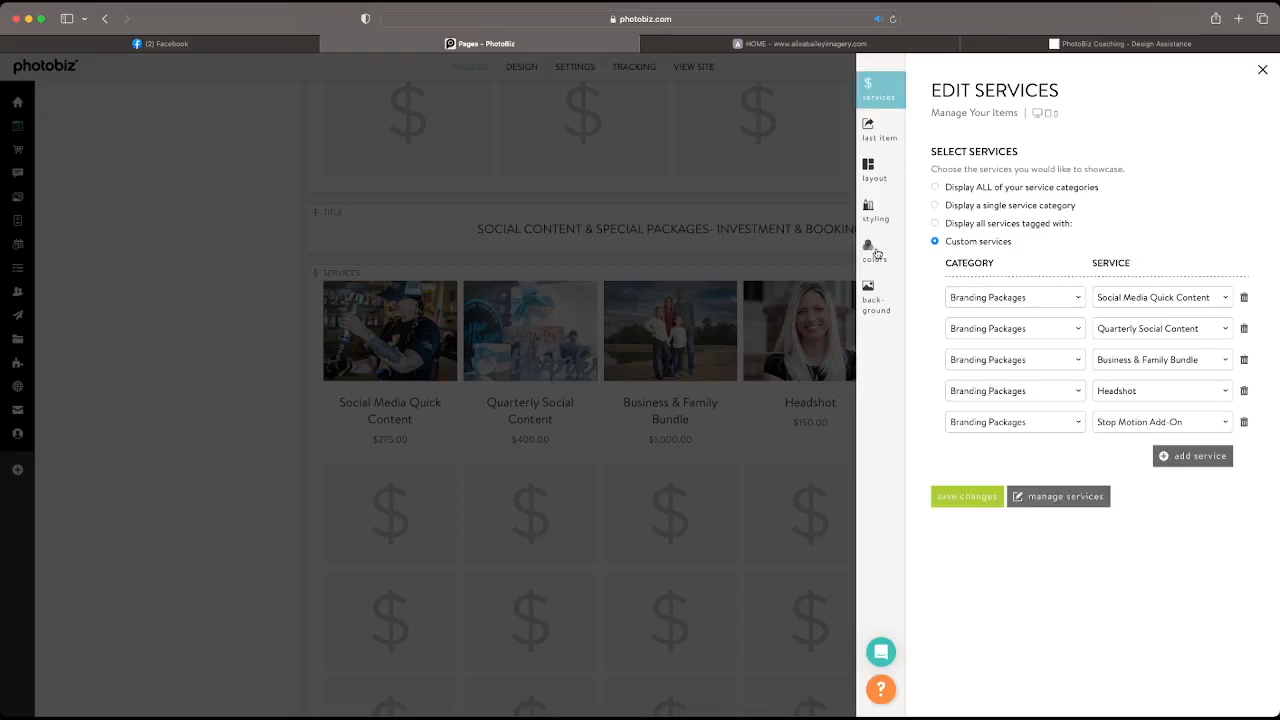 photobiz.com
(2) Facebook
Pages – PhotoBiz
HOME - www.alisabaileyimagery.com
PhotoBiz Coaching - Design Assistance
photobiz
BUILDER DESIGN SETTINGS TRACKING VIEW SITE
$ $ $
TITLE
SOCIAL CONTENT & SPECIAL PACKAGES- INVESTMENT & BOOKING
SERVICES
Social Media Quick Content
$275.00
Quarterly Social Content
$400.00
Business & Family Bundle
$1,000.00
Headshot
$150.00
$ $ $ $
$ $ $ $
$
services
last item
layout
styling
colors
back-
ground
?
EDIT SERVICES
Manage Your Items |
SELECT SERVICES
Choose the services you would like to showcase.
Display ALL of your service categories
Display a single service category
Display all services tagged with:
Custom services
CATEGORY SERVICE
Branding Packages Social Media Quick Content
Branding Packages Quarterly Social Content
Branding Packages Business & Family Bundle
Branding Packages Headshot
Branding Packages Stop Motion Add-On
add service
save changes manage services